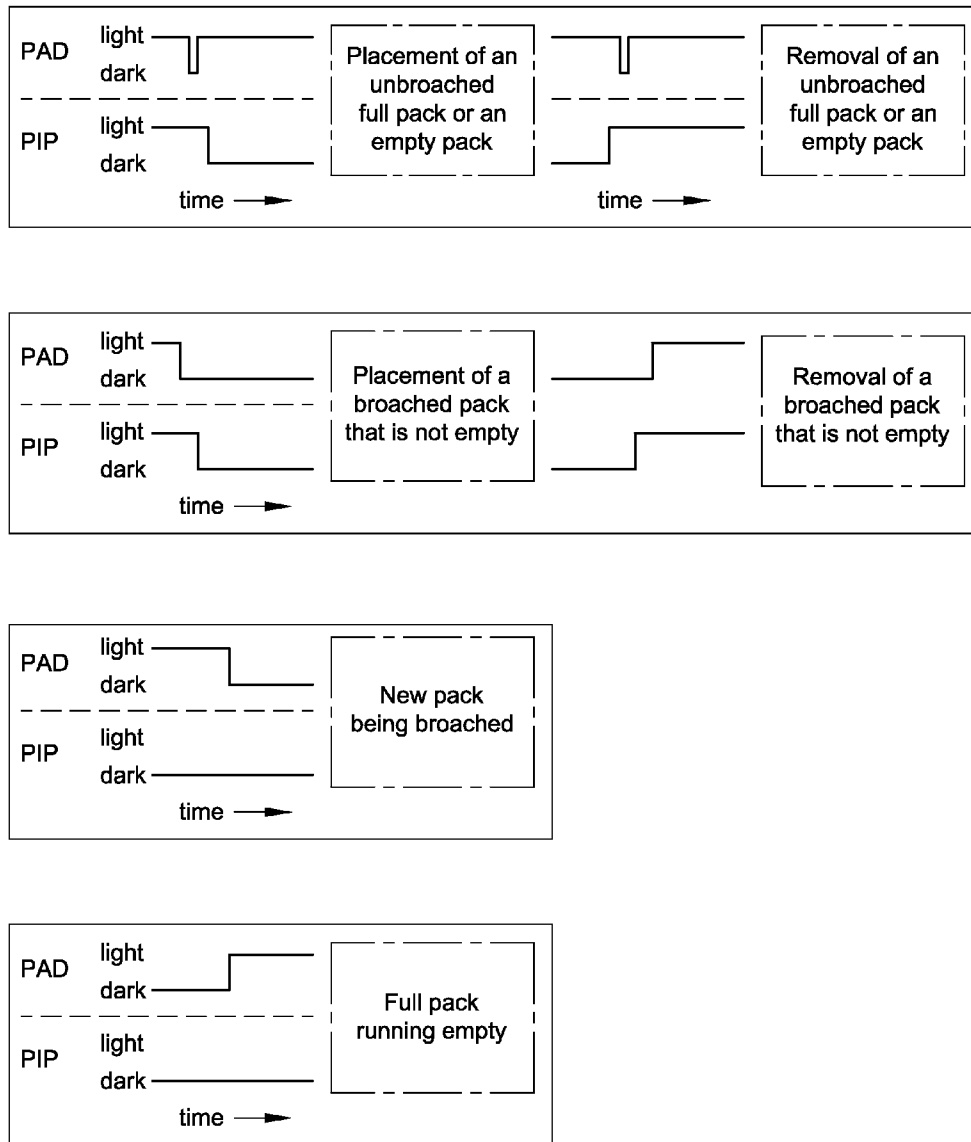 PAD
light
dark
PIP
light
dark
time
Placement of an
unbroached
full pack or an
empty pack
time
Removal of an
unbroached
full pack or an
empty pack
PAD
light
dark
PIP
light
dark
time
Placement of a
broached pack
that is not empty
Removal of a
broached pack
that is not empty
PAD
light
dark
PIP
light
dark
time
New pack
being broached
PAD
light
dark
PIP
light
dark
time
Full pack
running empty